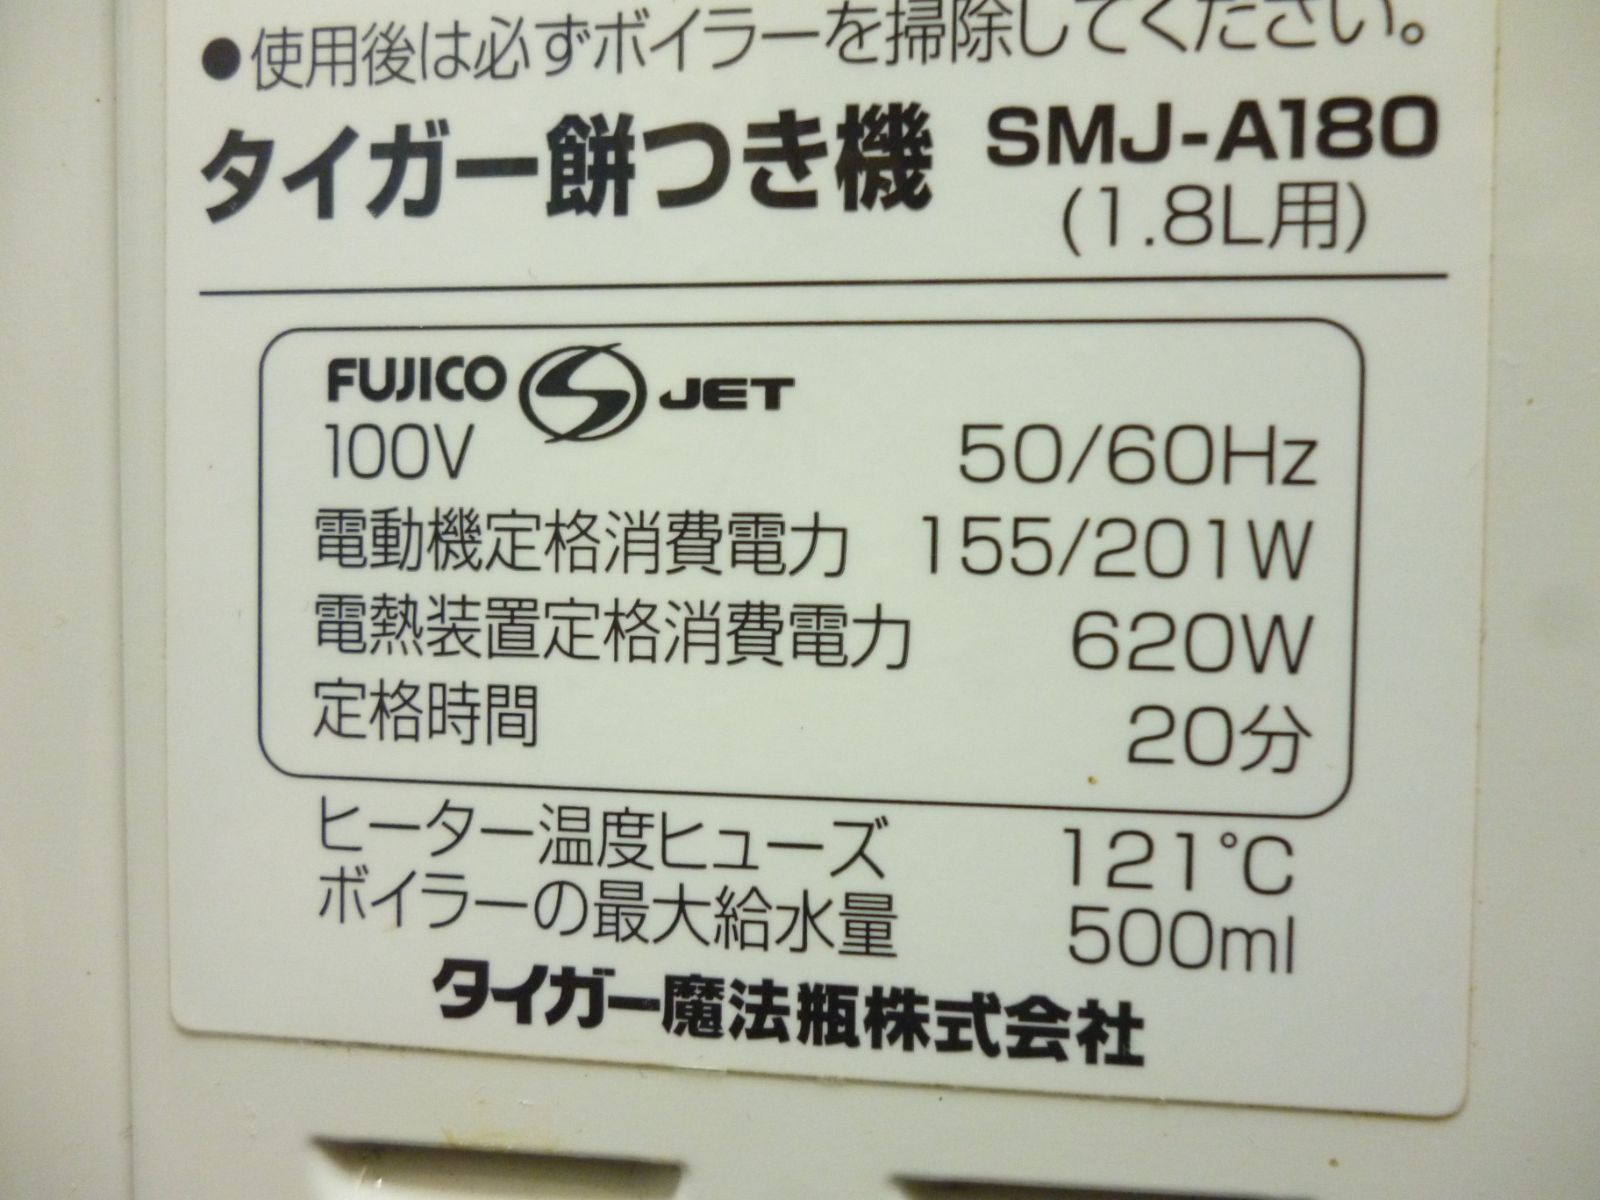 ●使用後は必ずボイラーを掃除してください。
タイガー餅つき機 SMJ-A180
(1.8L用)
FUJICO S JET
100V 50/60Hz
電動機定格消費電力 155/201W
電熱装置定格消費電力 620W
定格時間 20分
ヒーター温度ヒューズ 121℃
ボイラーの最大給水量 500ml
タイガー魔法瓶株式会社